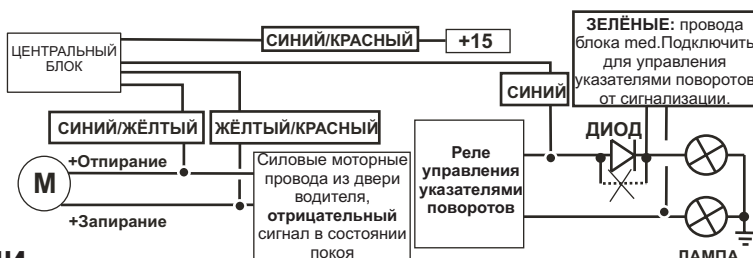 ЦЕНТРАЛЬНЫЙ
БЛОК
СИНИЙ/КРАСНЫЙ
+15
ЗЕЛЁНЫЕ: провода
блока med.Подключить
для управления
указателями поворотов
от сигнализации.
СИНИЙ
СИНИЙ/ЖЁЛТЫЙ
ЖЁЛТЫЙ/КРАСНЫЙ
ДИОД
М
+Отпирание
+Запирание
Силовые моторные
провода из двери
водителя,
отрицательный
сигнал в состоянии
покоя
Реле
управления
указателями
поворотов
ЛАМПА